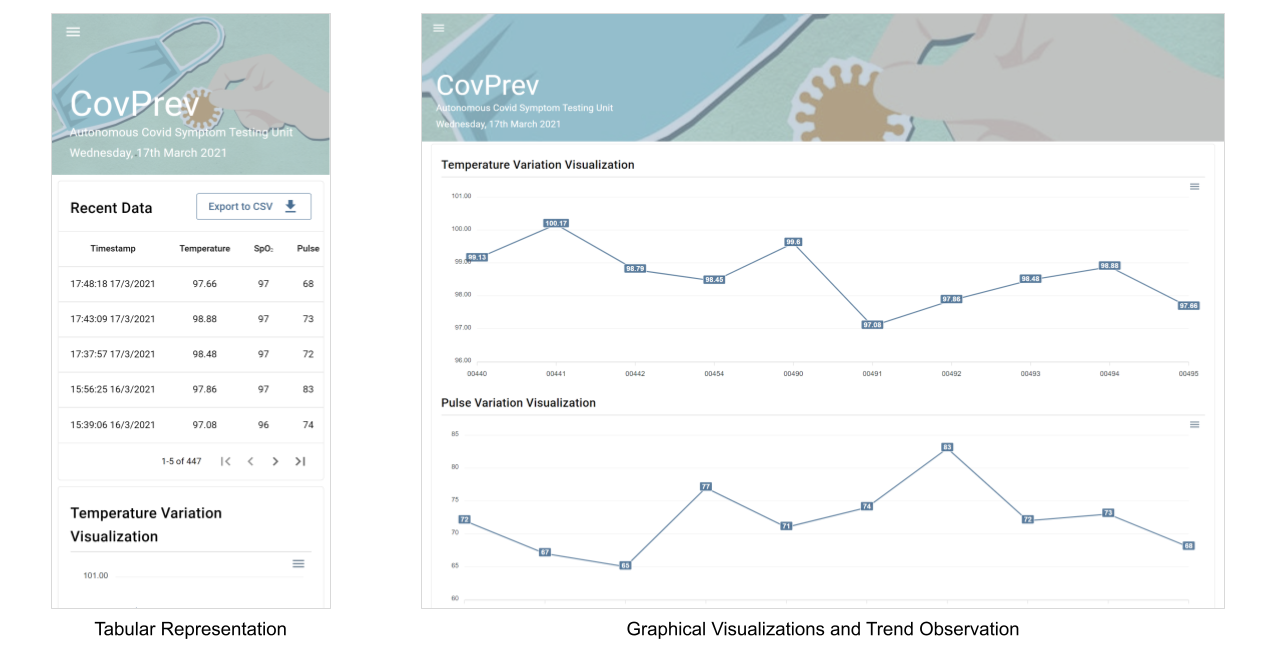 CovPrev
Autonomous Covid Symptom Testing Unit
Wednesday, 17th March 2021
Recent Data
Export to CSV
Timestamp Temperature SpO₂ Pulse
17:48:18 17/3/2021 97.66 97 68
17:43:09 17/3/2021 98.88 97 73
17:37:57 17/3/2021 98.48 97 72
15:56:25 16/3/2021 97.86 97 83
15:39:06 16/3/2021 97.08 96 74
1-5 of 447
Temperature Variation
Visualization
101.00
Tabular Representation
CovPrev
Autonomous Covid Symptom Testing Unit
Wednesday, 17th March 2021
Temperature Variation Visualization
101.00
100.00
99.00
98.00
97.00
96.00
99.13 100.17 98.79 98.45 99.6 97.08 97.86 98.48 98.88 97.66
00440 00441 00442 00454 00490 00491 00492 00493 00494 00495
Pulse Variation Visualization
85
80
75
70
65
60
67 65 77 71 74 83 72 73 68
Graphical Visualizations and Trend Observation